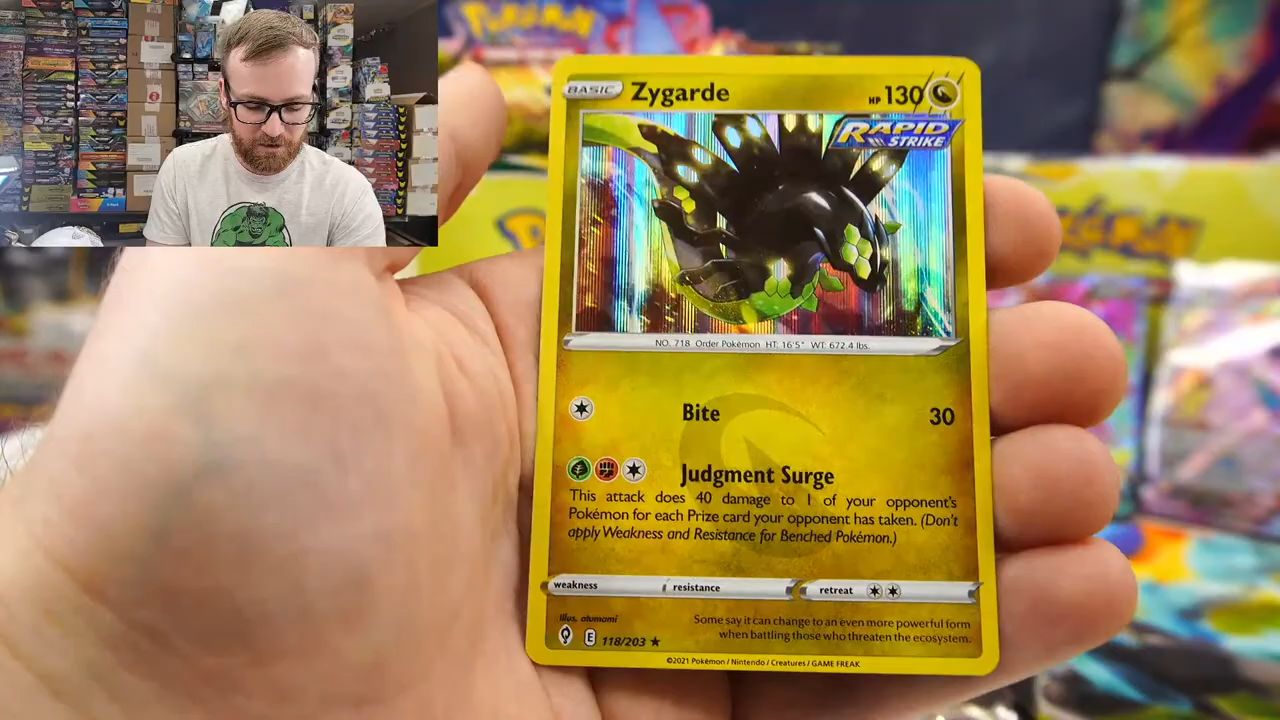 Pokémon
BASIC Zygarde HP 130
RAPID
STRIKE
Pokémon
NO. 718 Order Pokémon HT: 16'5" WT: 672.4 lbs.
Bite 30
Judgment Surge
This attack does 40 damage to 1 of your opponent's
Pokémon for each Prize card your opponent has taken. (Don't
apply Weakness and Resistance for Benched Pokémon.)
weakness resistance retreat
Illus. otumami
Some say it can change to an even more powerful form
when battling those who threaten the ecosystem.
E 118/203 ★
©2021 Pokémon / Nintendo / Creatures / GAME FREAK